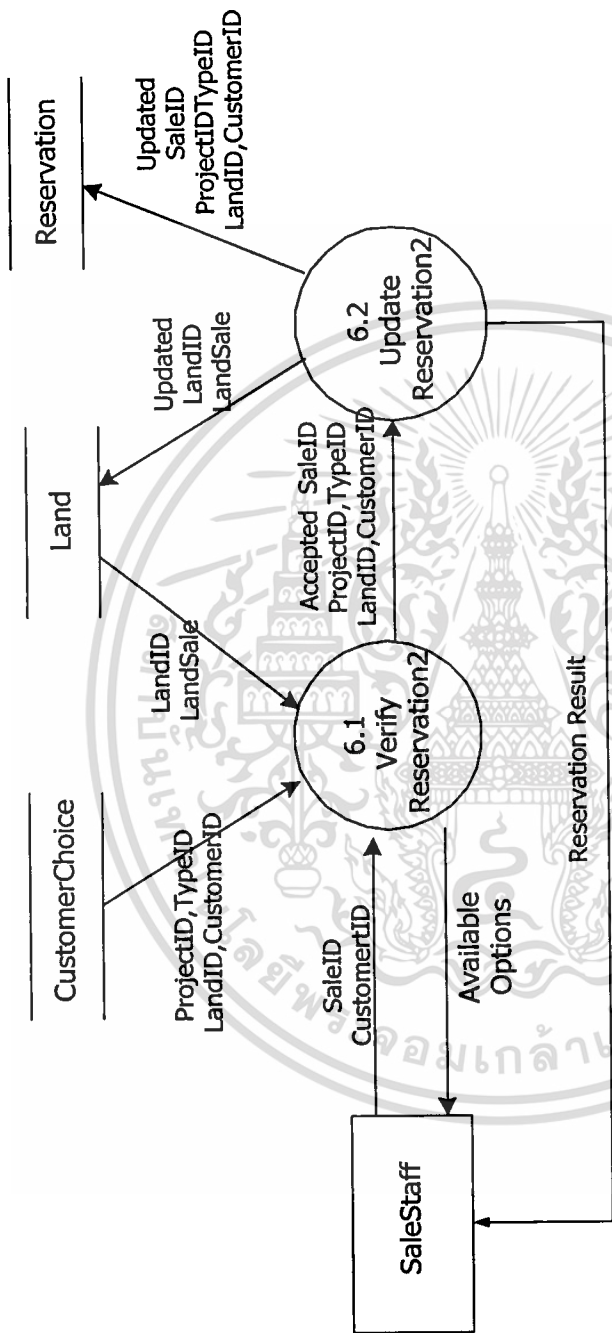 CustomerChoice
Land
Reservation
ProjectID,TypeID
LandID,CustomerID
LandID
LandSale
Updated
LandID
LandSale
Updated
SaleID
ProjectIDTypeID
LandID,CustomerID
SaleStaff
SaleID
CustomertID
Available
Options
6.1
Verify
Reservation2
Accepted SaleID
ProjectID,TypeID
LandID,CustomerID
6.2
Update
Reservation2
Reservation Result